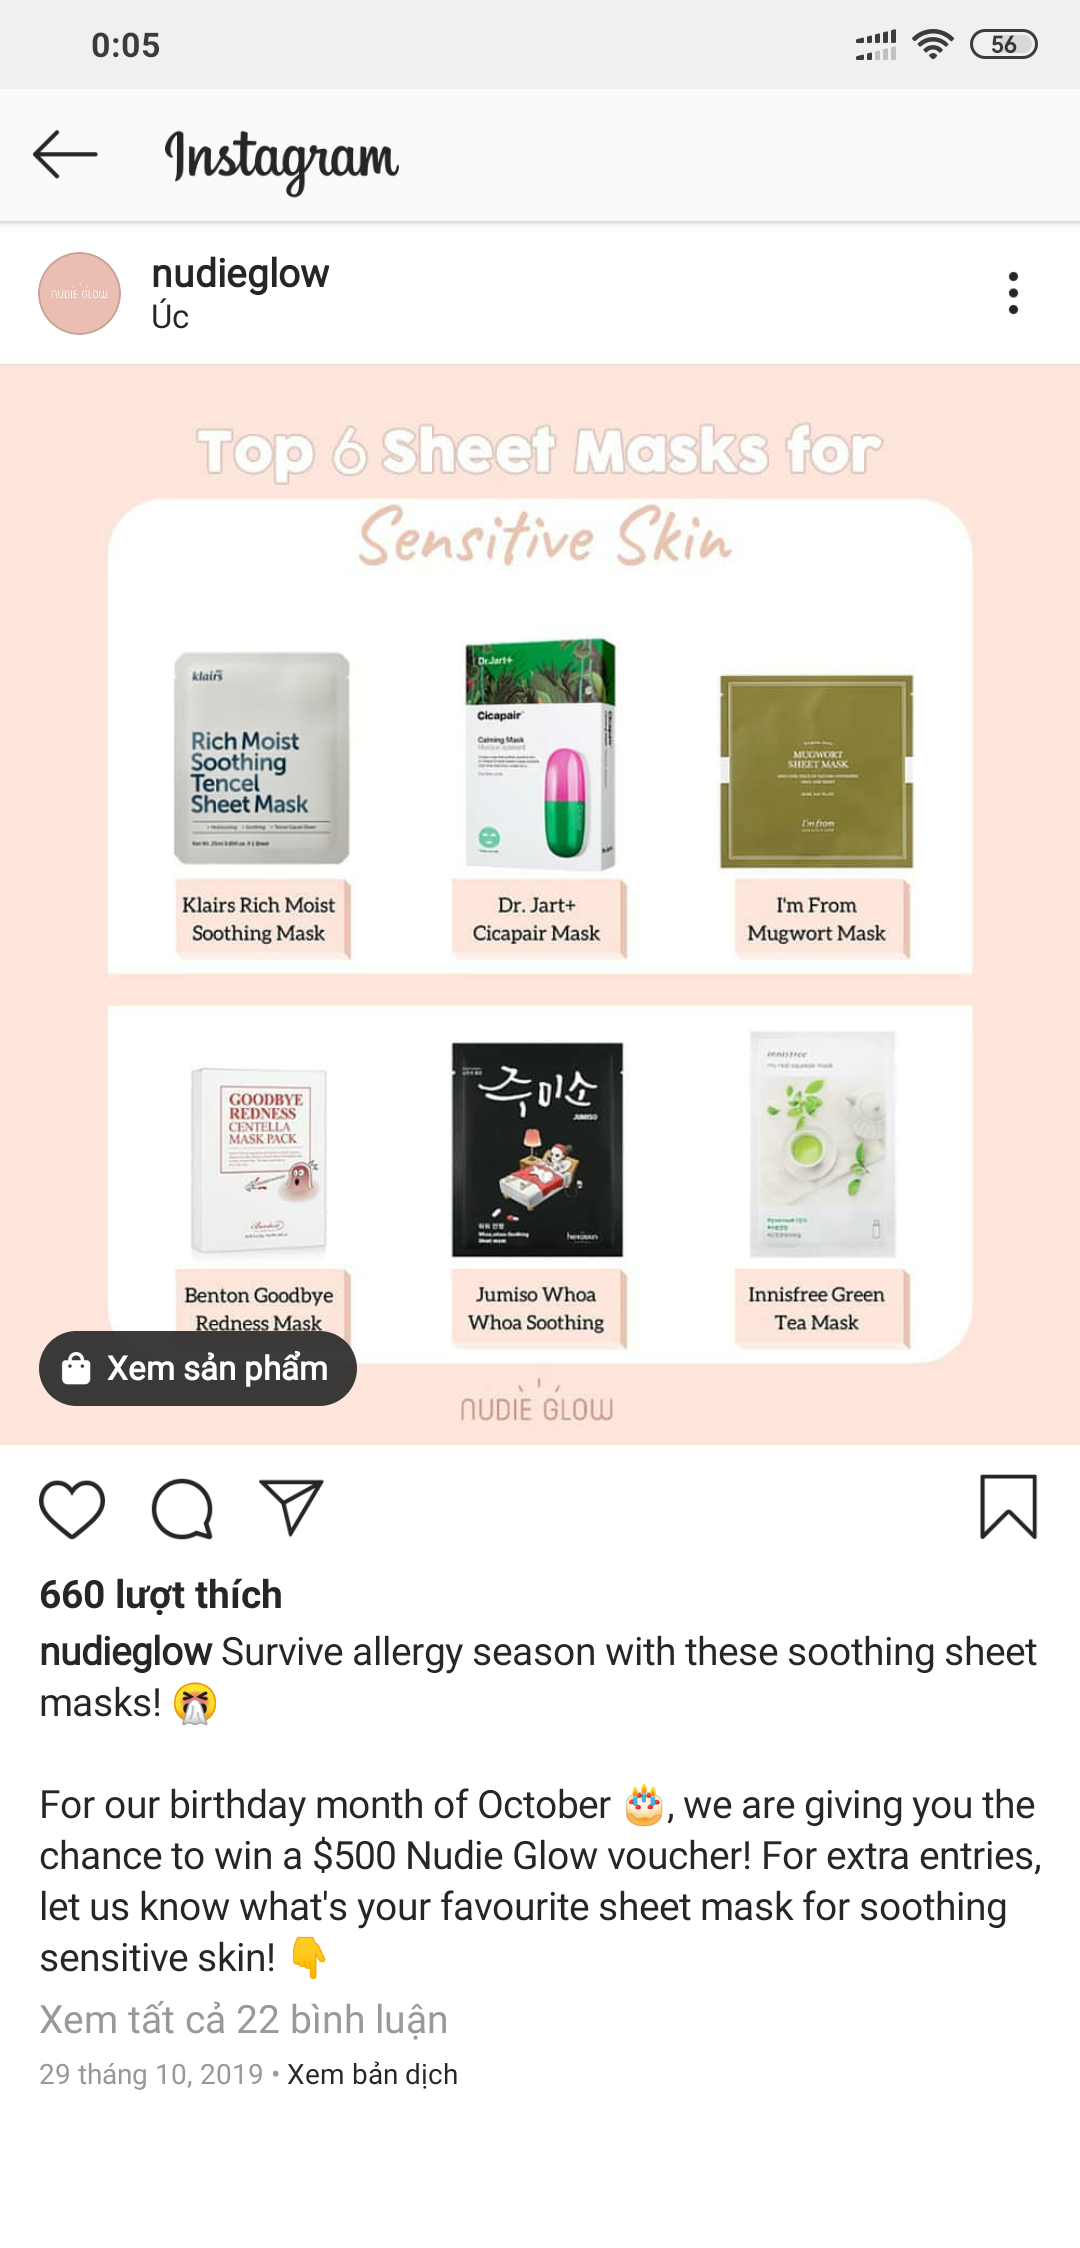 0:05
56
Instagram
NUDIE GLOW
nudieglow
Úc
Top 6 Sheet Masks for
Sensitive Skin
klairs
Rich Moist
Soothing
Tencel
Sheet Mask
Dr.Jart+
Cicapair
Calming Mask
MUGWORT
SHEET MASK
I'm from
Klairs Rich Moist
Soothing Mask
Dr. Jart+
Cicapair Mask
I'm From
Mugwort Mask
GOODBYE
REDNESS
CENTELLA
MASK PACK
Benton
주미소
JUMISO
innisfree
my real squeeze mask
Benton Goodbye
Redness Mask
Jumiso Whoa
Whoa Soothing
Innisfree Green
Tea Mask
Xem sản phẩm
NUDIE GLOW
660 lượt thích
nudieglow Survive allergy season with these soothing sheet
masks! 🤧
For our birthday month of October 🎂, we are giving you the
chance to win a $500 Nudie Glow voucher! For extra entries,
let us know what's your favourite sheet mask for soothing
sensitive skin! 👇
Xem tất cả 22 bình luận
29 tháng 10, 2019 • Xem bản dịch